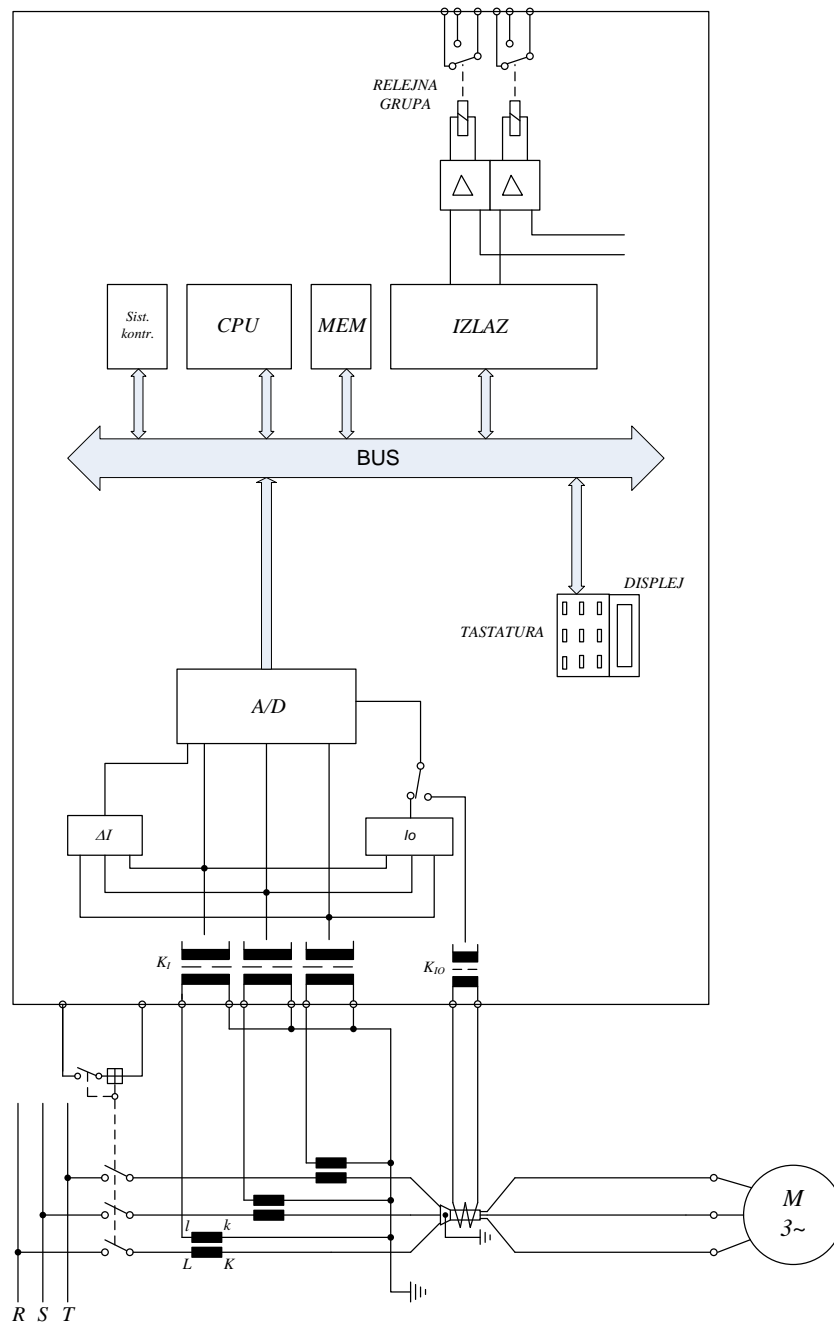 RELEJNA
GRUPA
Sist.
kontr.
CPU
MEM
IZLAZ
BUS
DISPLEJ
TASTATURA
A/D
ΔI
Io
K_I
K_IO
l
k
L
K
M
3~
R S T